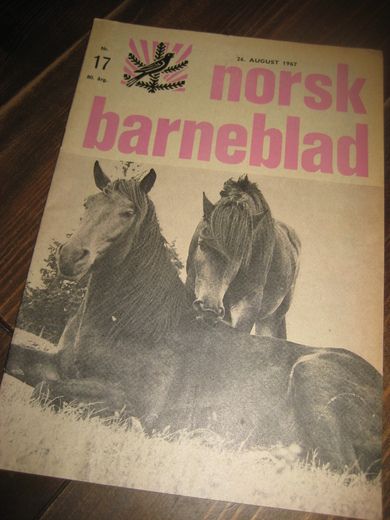 Nr.
17
80. årg.
26. AUGUST 1967
norsk
barneblad